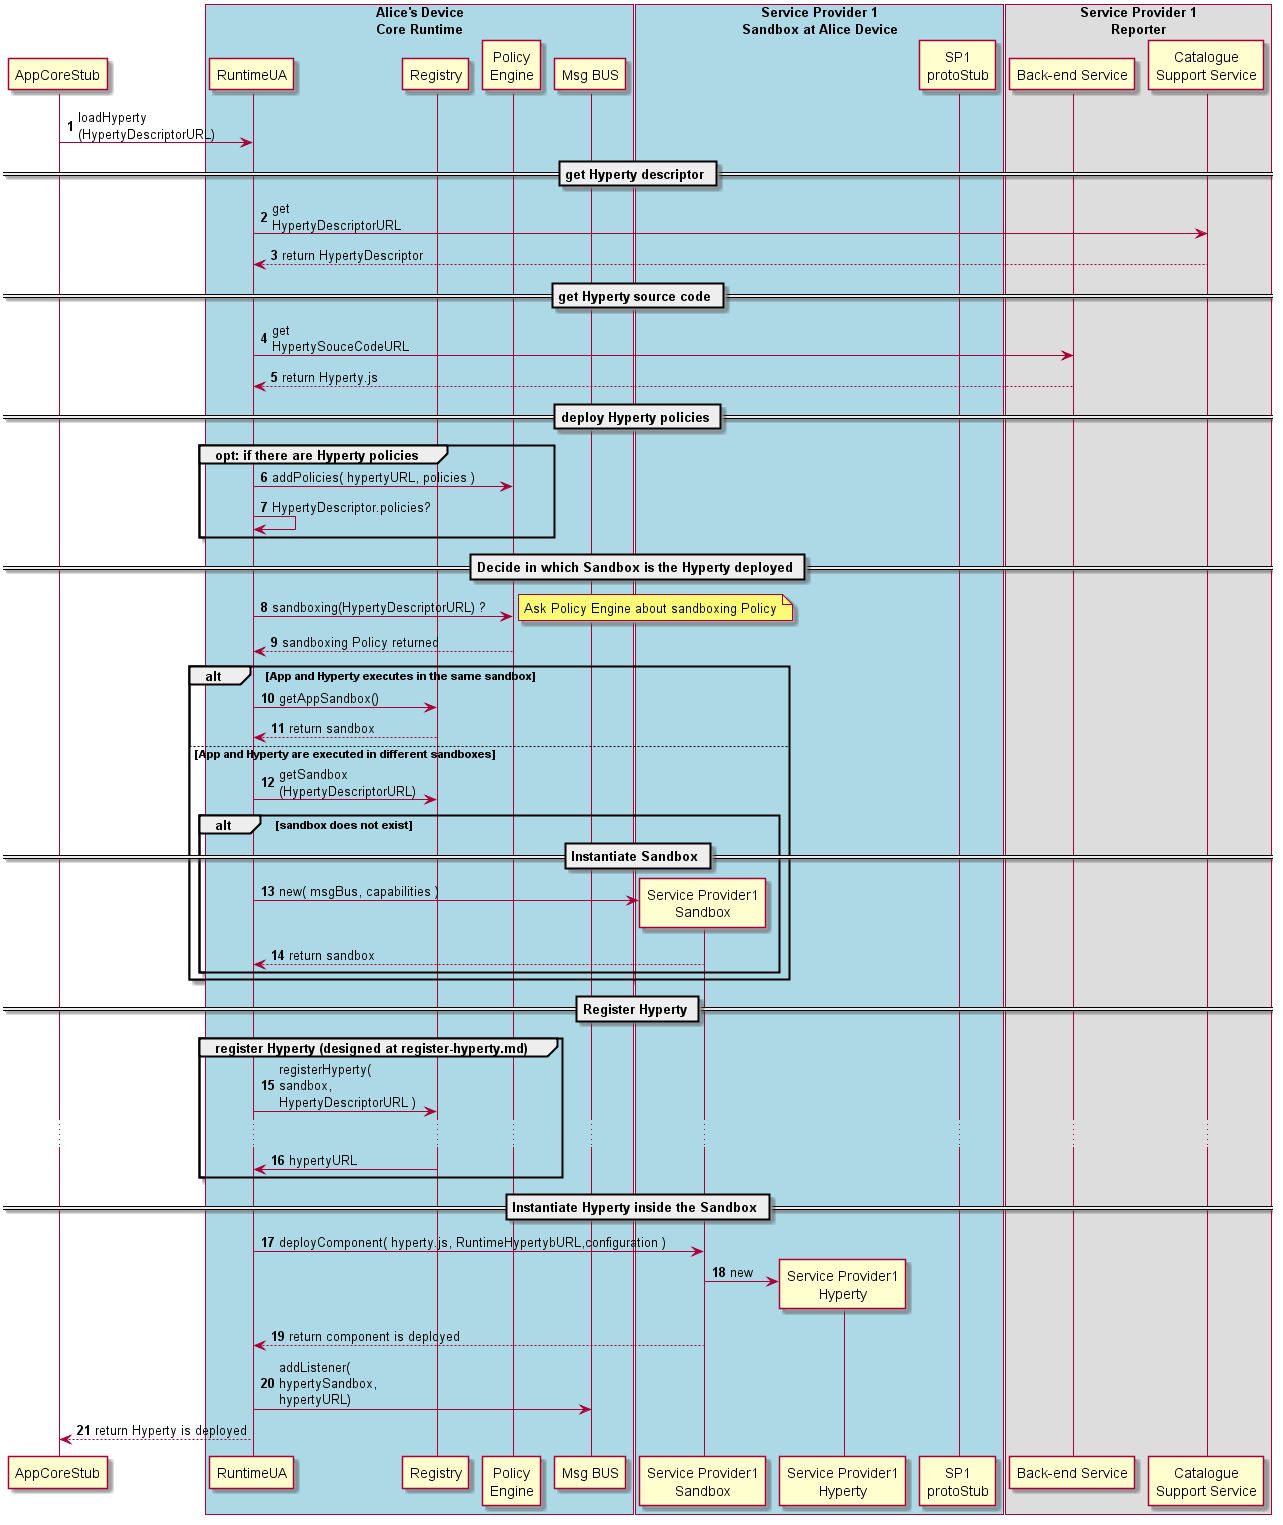 Alice's Device
Core Runtime
Service Provider 1
Sandbox at Alice Device
Service Provider 1
Reporter
AppCoreStub
RuntimeUA
Registry
Policy
Engine
Msg BUS
SP1
protoStub
Back-end Service
Catalogue
Support Service
1 loadHyperty
(HypertyDescriptorURL)
get Hyperty descriptor
2 get
HypertyDescriptorURL
3 return HypertyDescriptor
get Hyperty source code
4 get
HypertySouceCodeURL
5 return Hyperty.js
deploy Hyperty policies
opt: if there are Hyperty policies
6 addPolicies( hypertyURL, policies )
7 HypertyDescriptor.policies?
Decide in which Sandbox is the Hyperty deployed
8 sandboxing(HypertyDescriptorURL) ?
Ask Policy Engine about sandboxing Policy
9 sandboxing Policy returned
alt [App and Hyperty executes in the same sandbox]
10 getAppSandbox()
11 return sandbox
[App and Hyperty are executed in different sandboxes]
12 getSandbox
(HypertyDescriptorURL)
alt [sandbox does not exist]
Instantiate Sandbox
13 new( msgBus, capabilities )
Service Provider1
Sandbox
14 return sandbox
Register Hyperty
register Hyperty (designed at register-hyperty.md)
15 registerHyperty(
sandbox,
HypertyDescriptorURL )
16 hypertyURL
Instantiate Hyperty inside the Sandbox
17 deployComponent( hyperty.js, RuntimeHypertybURL,configuration )
18 new
Service Provider1
Hyperty
19 return component is deployed
20 addListener(
hypertySandbox,
hypertyURL)
21 return Hyperty is deployed
AppCoreStub
RuntimeUA
Registry
Policy
Engine
Msg BUS
Service Provider1
Sandbox
Service Provider1
Hyperty
SP1
protoStub
Back-end Service
Catalogue
Support Service